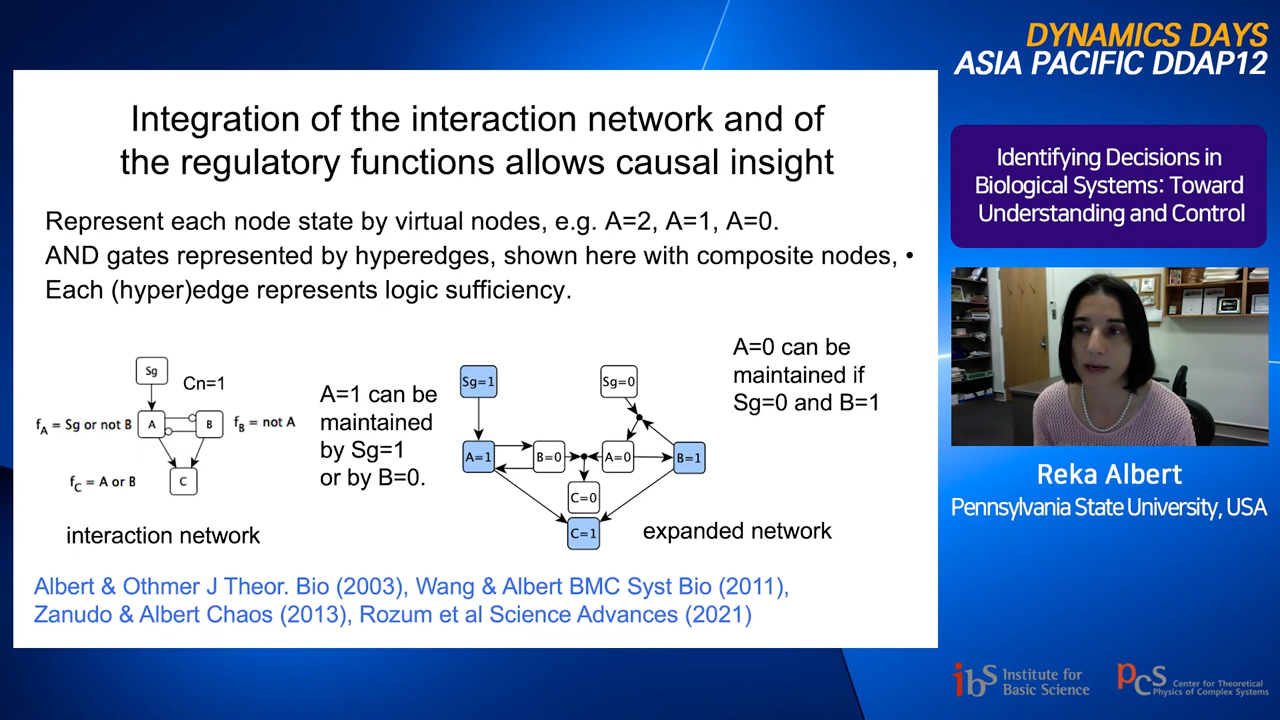 DYNAMICS DAYS
ASIA PACIFIC DDAP12
Integration of the interaction network and of
the regulatory functions allows causal insight
Represent each node state by virtual nodes, e.g. A=2, A=1, A=0.
AND gates represented by hyperedges, shown here with composite nodes, •
Each (hyper)edge represents logic sufficiency.
Sg
Cn=1
fA = Sg or not B
A
B
fB = not A
fC = A or B
C
interaction network
A=1 can be
maintained
by Sg=1
or by B=0.
Sg=1
Sg=0
A=1
B=0
A=0
B=1
C=0
C=1
expanded network
A=0 can be
maintained if
Sg=0 and B=1
Albert & Othmer J Theor. Bio (2003), Wang & Albert BMC Syst Bio (2011),
Zanudo & Albert Chaos (2013), Rozum et al Science Advances (2021)
Identifying Decisions in
Biological Systems: Toward
Understanding and Control
Reka Albert
Pennsylvania State University, USA
ibS Institute for
Basic Science
pcs Center for Theoretical
Physics of Complex Systems